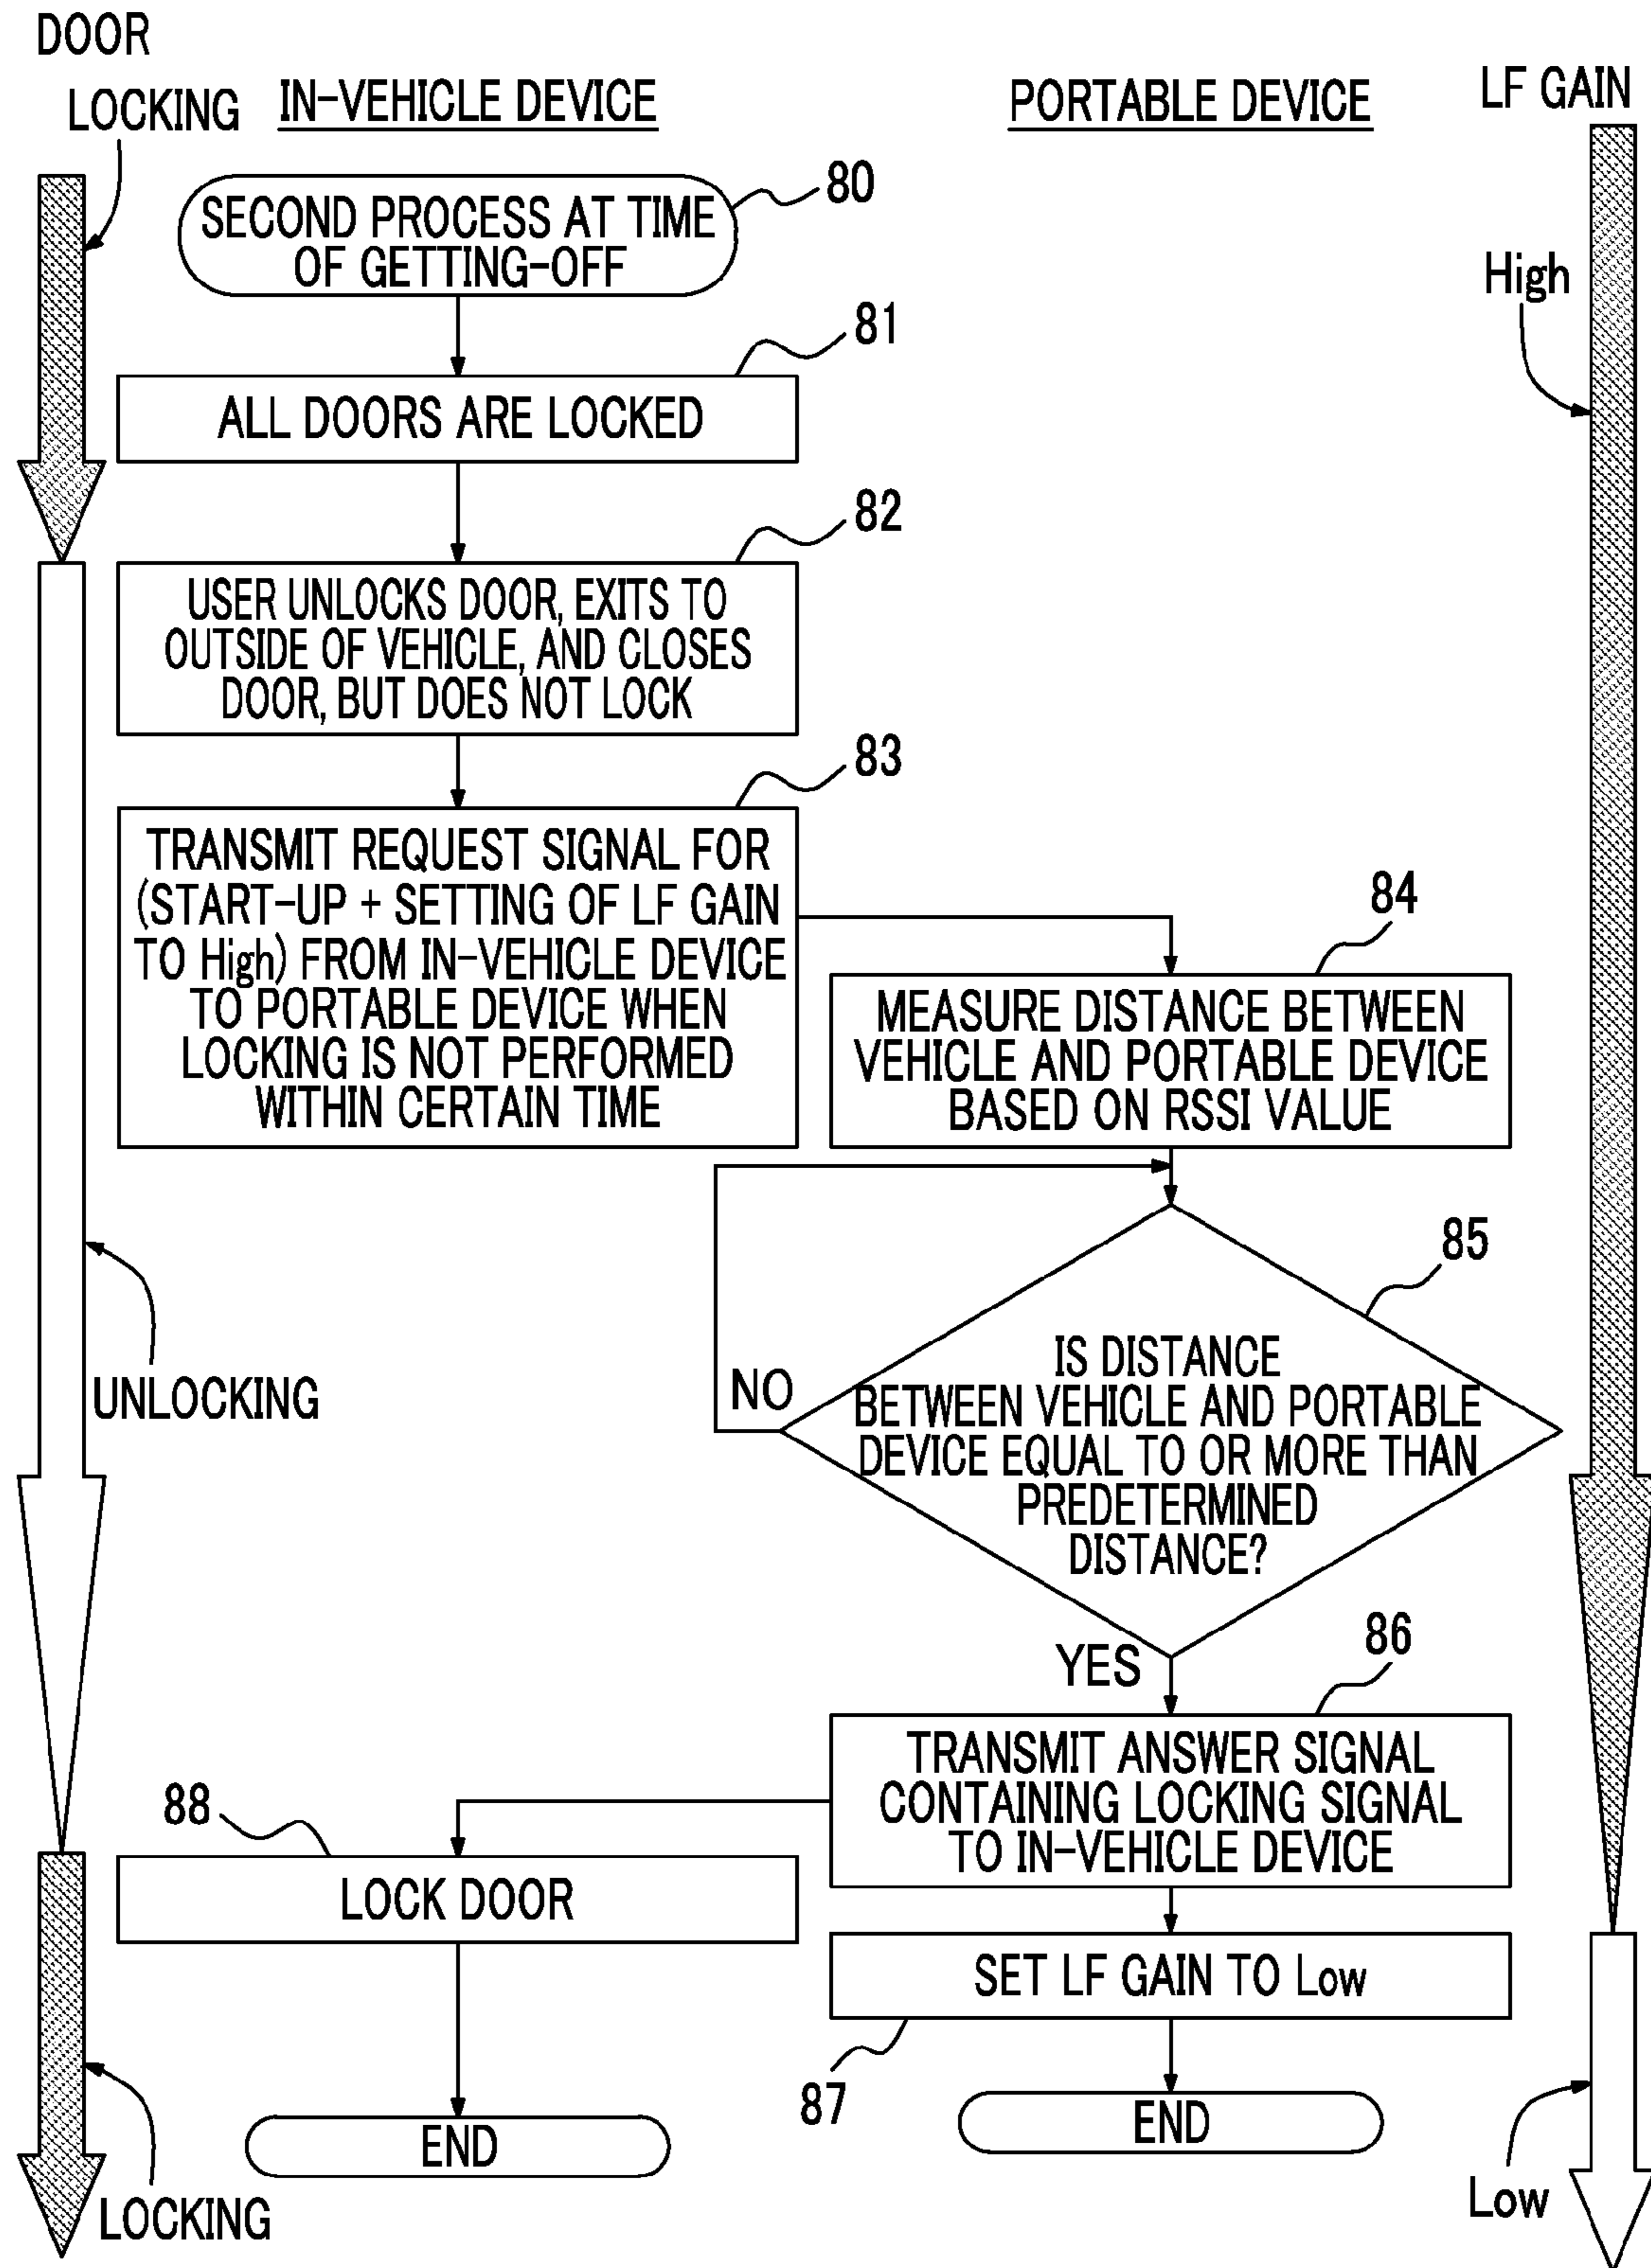 DOOR
LOCKING
IN-VEHICLE DEVICE
PORTABLE DEVICE
LF GAIN
80
SECOND PROCESS AT TIME
OF GETTING-OFF
High
81
ALL DOORS ARE LOCKED
82
USER UNLOCKS DOOR, EXITS TO
OUTSIDE OF VEHICLE, AND CLOSES
DOOR, BUT DOES NOT LOCK
83
TRANSMIT REQUEST SIGNAL FOR
(START-UP + SETTING OF LF GAIN
TO High) FROM IN-VEHICLE DEVICE
TO PORTABLE DEVICE WHEN
LOCKING IS NOT PERFORMED
WITHIN CERTAIN TIME
84
MEASURE DISTANCE BETWEEN
VEHICLE AND PORTABLE DEVICE
BASED ON RSSI VALUE
85
IS DISTANCE
BETWEEN VEHICLE AND PORTABLE
DEVICE EQUAL TO OR MORE THAN
PREDETERMINED
DISTANCE?
NO
UNLOCKING
YES
86
TRANSMIT ANSWER SIGNAL
CONTAINING LOCKING SIGNAL
TO IN-VEHICLE DEVICE
88
LOCK DOOR
SET LF GAIN TO Low
87
END
END
LOCKING
Low